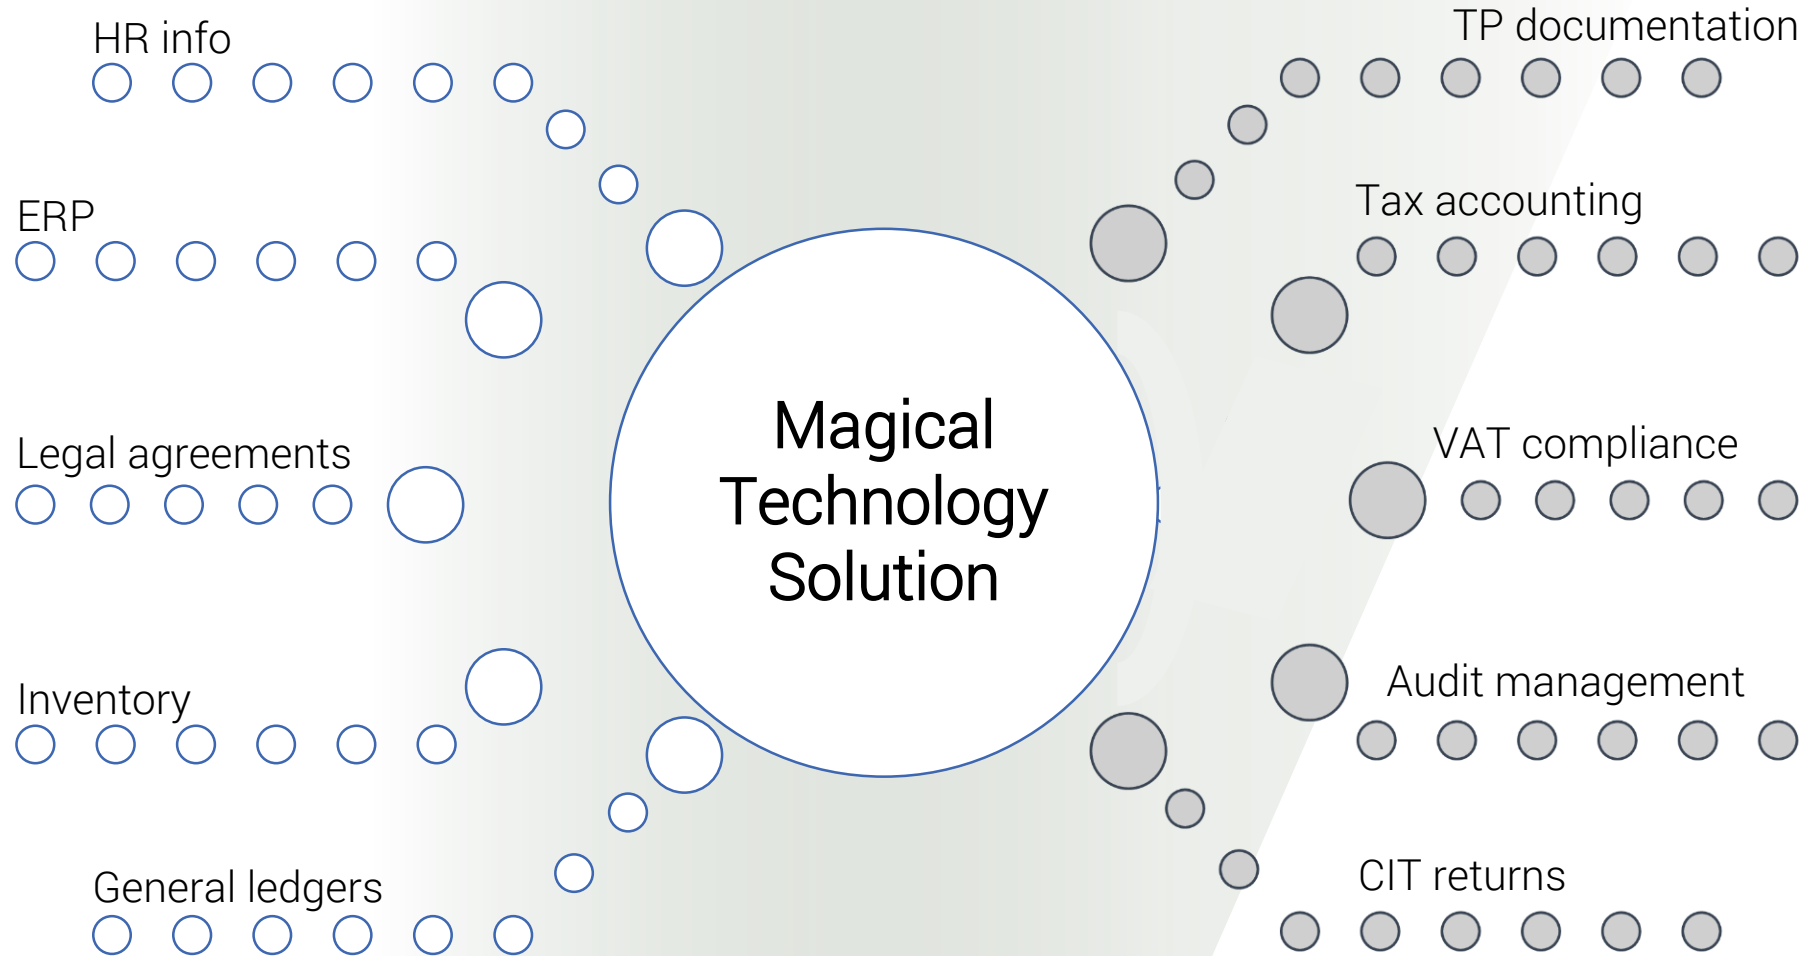 HR info
ERP
Legal agreements
Inventory
General ledgers
Magical
Technology
Solution
TP documentation
Tax accounting
VAT compliance
Audit management
CIT returns